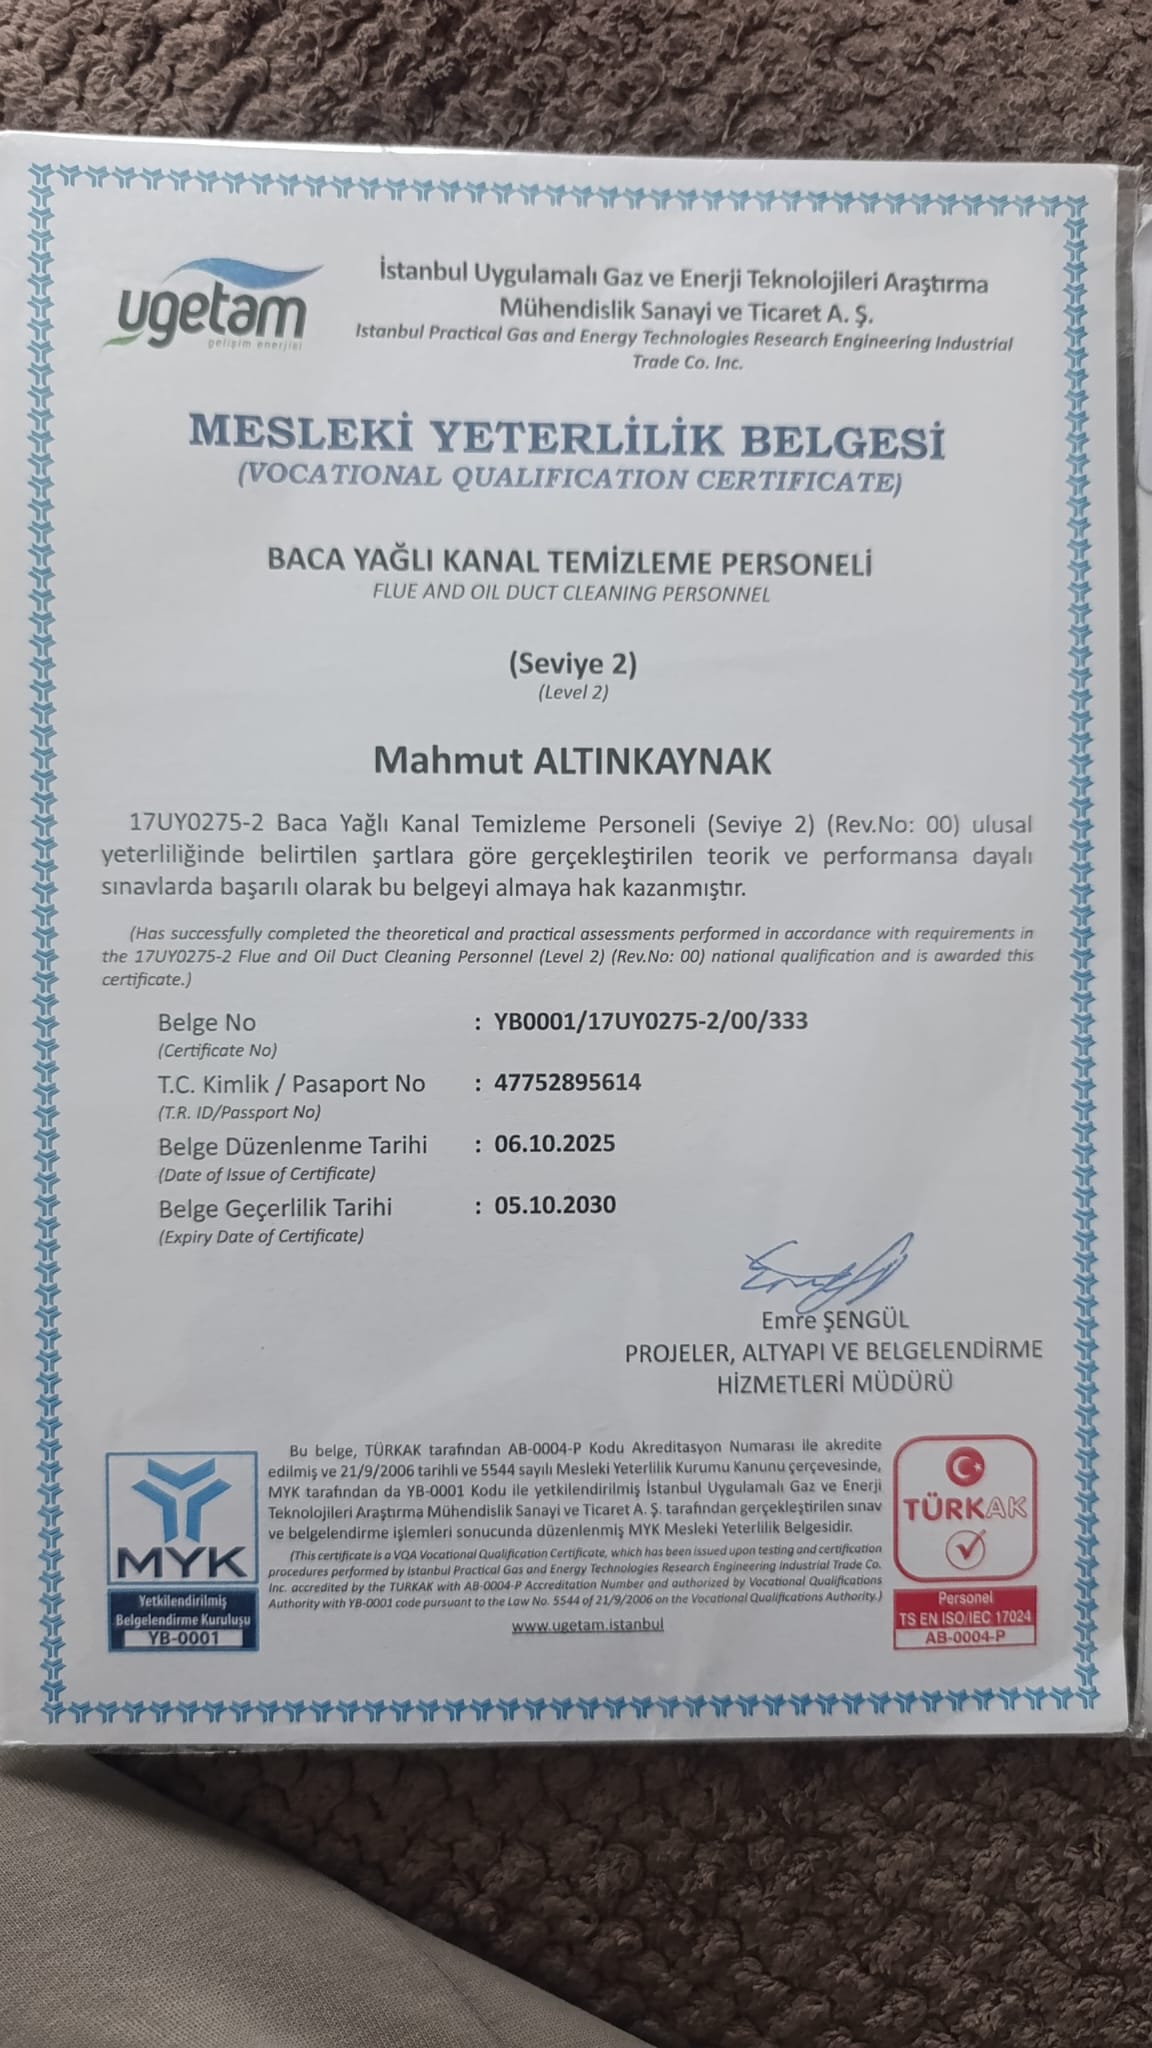 ugetam
gelişim enerjisi
İstanbul Uygulamalı Gaz ve Enerji Teknolojileri Araştırma
Mühendislik Sanayi ve Ticaret A. Ş.
Istanbul Practical Gas and Energy Technologies Research Engineering Industrial
Trade Co. Inc.
MESLEKİ YETERLİLİK BELGESİ
(VOCATIONAL QUALIFICATION CERTIFICATE)
BACA YAĞLI KANAL TEMİZLEME PERSONELİ
FLUE AND OIL DUCT CLEANING PERSONNEL
(Seviye 2)
(Level 2)
Mahmut ALTINKAYNAK
17UY0275-2 Baca Yağlı Kanal Temizleme Personeli (Seviye 2) (Rev.No: 00) ulusal
yeterliliğinde belirtilen şartlara göre gerçekleştirilen teorik ve performansa dayalı
sınavlarda başarılı olarak bu belgeyi almaya hak kazanmıştır.
(Has successfully completed the theoretical and practical assessments performed in accordance with requirements in
the 17UY0275-2 Flue and Oil Duct Cleaning Personnel (Level 2) (Rev.No: 00) national qualification and is awarded this
certificate.)
Belge No : YB0001/17UY0275-2/00/333
(Certificate No)
T.C. Kimlik / Pasaport No : 47752895614
(T.R. ID/Passport No)
Belge Düzenlenme Tarihi : 06.10.2025
(Date of Issue of Certificate)
Belge Geçerlilik Tarihi : 05.10.2030
(Expiry Date of Certificate)
Emre ŞENGÜL
PROJELER, ALTYAPI VE BELGELENDİRME
HİZMETLERİ MÜDÜRÜ
Bu belge, TÜRKAK tarafından AB-0004-P Kodu Akreditasyon Numarası ile akredite
edilmiş ve 21/9/2006 tarihli ve 5544 sayılı Mesleki Yeterlilik Kurumu Kanunu çerçevesinde,
MYK tarafından da YB-0001 Kodu ile yetkilendirilmiş İstanbul Uygulamalı Gaz ve Enerji
Teknolojileri Araştırma Mühendislik Sanayi ve Ticaret A. Ş. tarafından gerçekleştirilen sınav
ve belgelendirme işlemleri sonucunda düzenlenmiş MYK Mesleki Yeterlilik Belgesidir.
(This certificate is a VQA Vocational Qualification Certificate, which has been issued upon testing and certification
procedures performed by Istanbul Practical Gas and Energy Technologies Research Engineering Industrial Trade Co.
Inc. accredited by the TURKAK with AB-0004-P Accreditation Number and authorized by Vocational Qualifications
Authority with YB-0001 code pursuant to the Law No. 5544 of 21/9/2006 on the Vocational Qualifications Authority.)
www.ugetam.istanbul
MYK
Yetkilendirilmiş
Belgelendirme Kuruluşu
YB-0001
TÜRKAK
Personel
TS EN ISO/IEC 17024
AB-0004-P